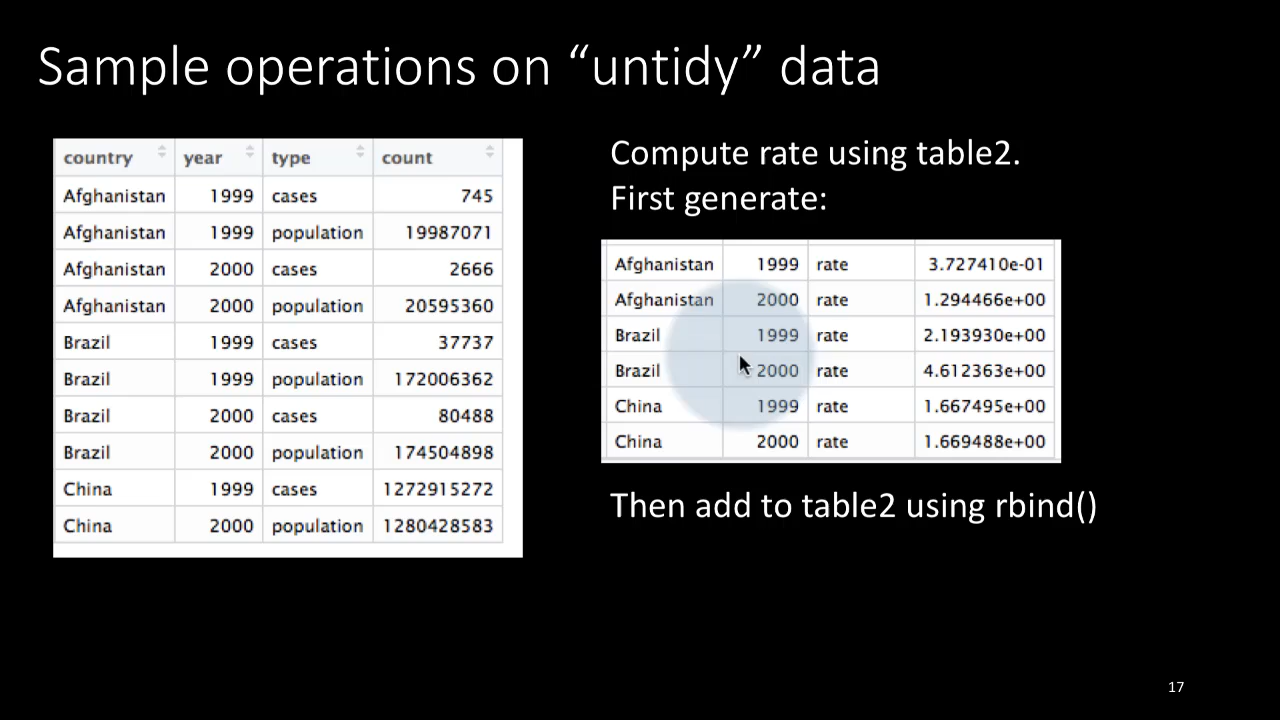 Sample operations on “untidy” data
country year type count
Afghanistan 1999 cases 745
Afghanistan 1999 population 19987071
Afghanistan 2000 cases 2666
Afghanistan 2000 population 20595360
Brazil 1999 cases 37737
Brazil 1999 population 172006362
Brazil 2000 cases 80488
Brazil 2000 population 174504898
China 1999 cases 1272915272
China 2000 population 1280428583
Compute rate using table2.
First generate:
Afghanistan 1999 rate 3.727410e-01
Afghanistan 2000 rate 1.294466e+00
Brazil 1999 rate 2.193930e+00
Brazil 2000 rate 4.612363e+00
China 1999 rate 1.667495e+00
China 2000 rate 1.669488e+00
Then add to table2 using rbind()
17